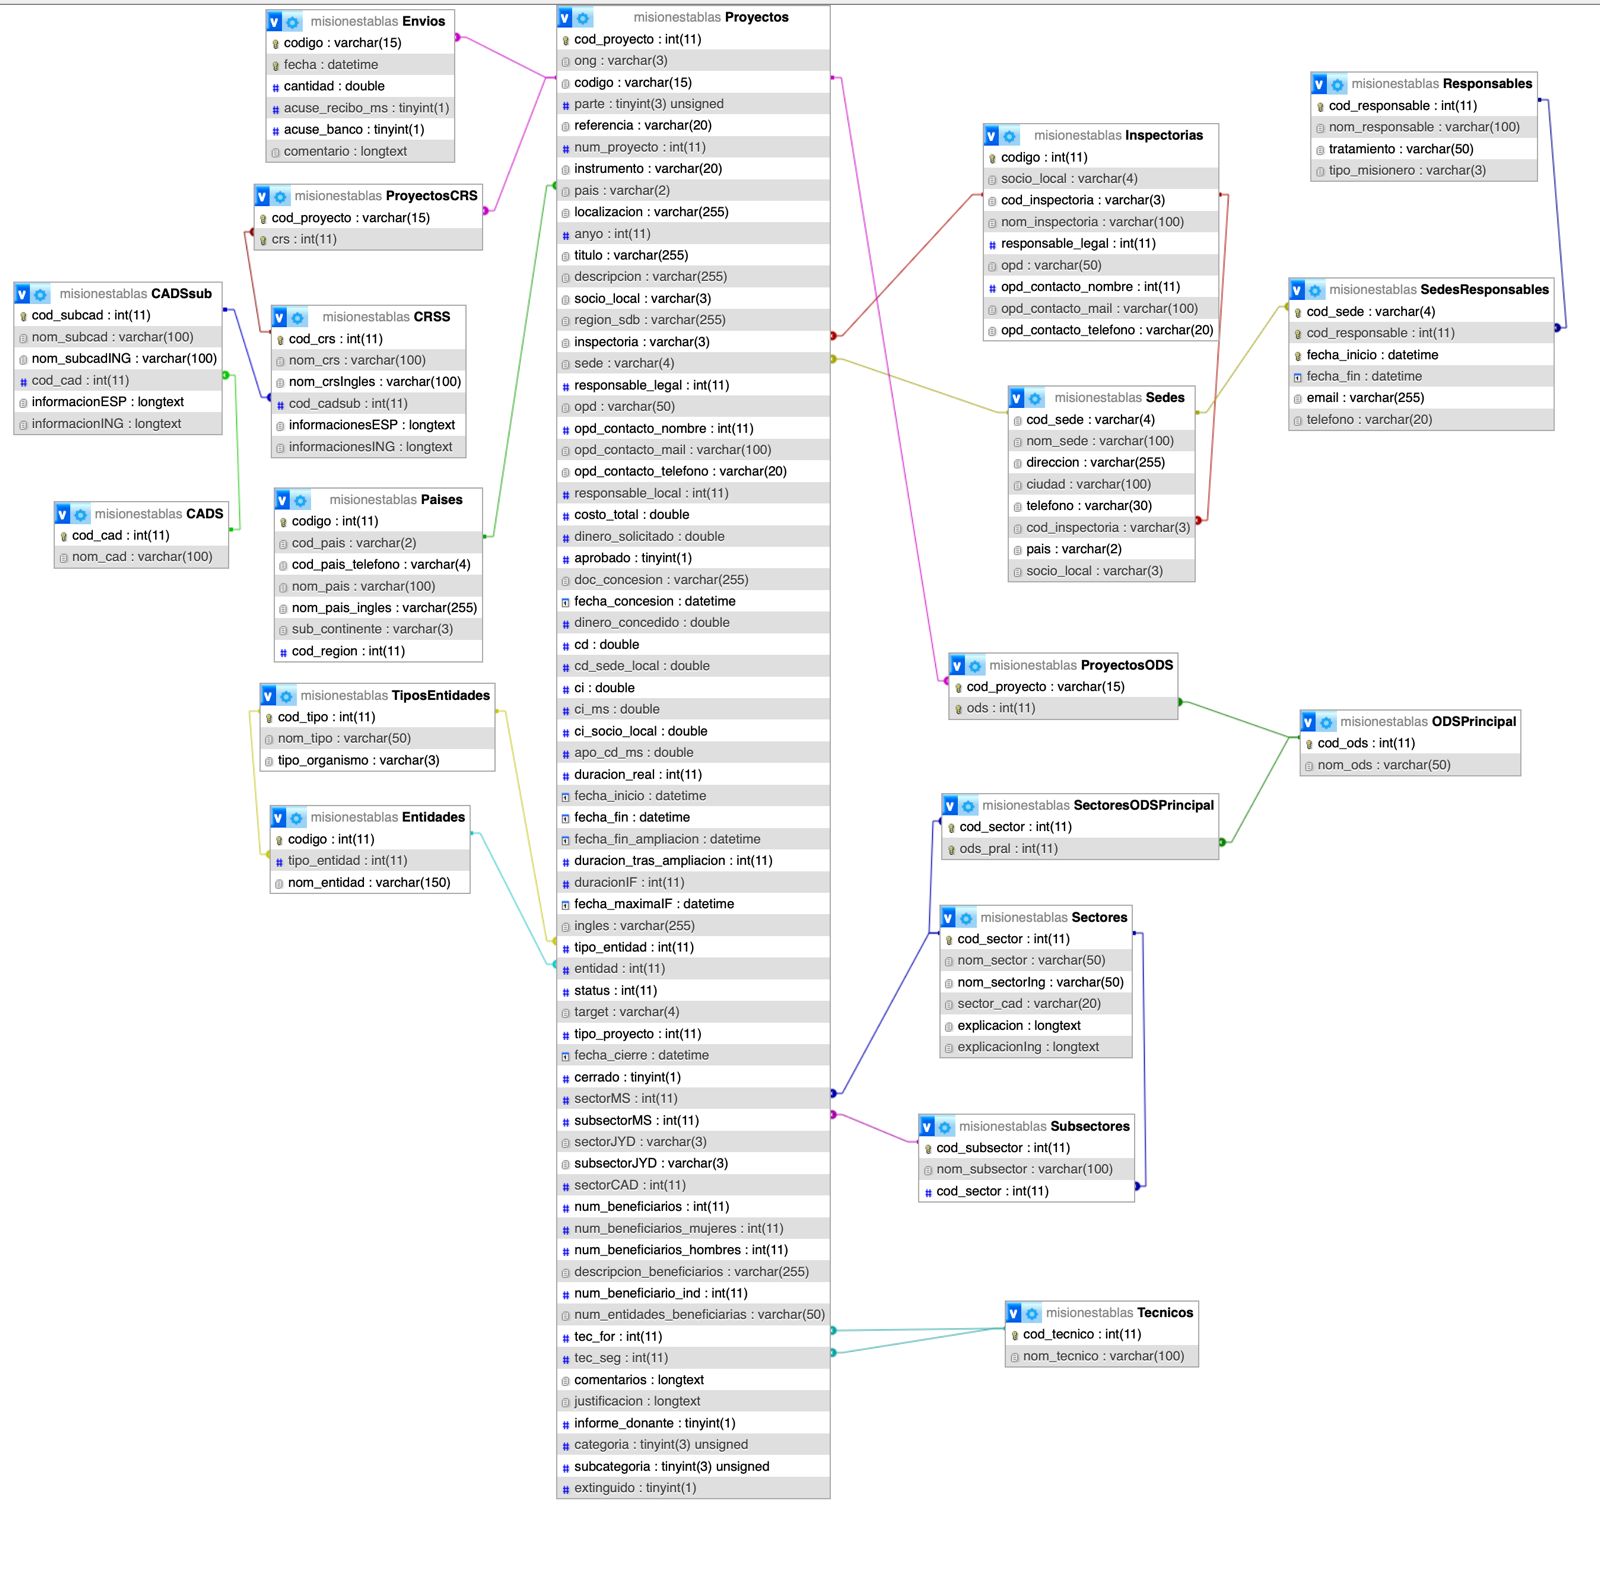 misionestablas Envios
codigo : varchar(15)
fecha : datetime
cantidad : double
acuse_recibo_ms : tinyint(1)
acuse_banco : tinyint(1)
comentario : longtext
misionestablas ProyectosCRS
cod_proyecto : varchar(15)
crs : int(11)
misionestablas CADSsub
cod_subcad : int(11)
nom_subcad : varchar(100)
nom_subcadING : varchar(100)
cod_cad : int(11)
informacionESP : longtext
informacionING : longtext
misionestablas CRSS
cod_crs : int(11)
nom_crs : varchar(100)
nom_crsIngles : varchar(100)
cod_cadsub : int(11)
informacionesESP : longtext
informacionesING : longtext
misionestablas CADS
cod_cad : int(11)
nom_cad : varchar(100)
misionestablas Paises
codigo : int(11)
cod_pais : varchar(2)
cod_pais_telefono : varchar(4)
nom_pais : varchar(100)
nom_pais_ingles : varchar(255)
sub_continente : varchar(3)
cod_region : int(11)
misionestablas TiposEntidades
cod_tipo : int(11)
nom_tipo : varchar(50)
tipo_organismo : varchar(3)
misionestablas Entidades
codigo : int(11)
tipo_entidad : int(11)
nom_entidad : varchar(150)
misionestablas Proyectos
cod_proyecto : int(11)
ong : varchar(3)
codigo : varchar(15)
parte : tinyint(3) unsigned
referencia : varchar(20)
num_proyecto : int(11)
instrumento : varchar(20)
pais : varchar(2)
localizacion : varchar(255)
anyo : int(11)
titulo : varchar(255)
descripcion : varchar(255)
socio_local : varchar(3)
region_sdb : varchar(255)
inspectoria : varchar(3)
sede : varchar(4)
responsable_legal : int(11)
opd : varchar(50)
opd_contacto_nombre : int(11)
opd_contacto_mail : varchar(100)
opd_contacto_telefono : varchar(20)
responsable_local : int(11)
costo_total : double
dinero_solicitado : double
aprobado : tinyint(1)
doc_concesion : varchar(255)
fecha_concesion : datetime
dinero_concedido : double
cd : double
cd_sede_local : double
ci : double
ci_ms : double
ci_socio_local : double
apo_cd_ms : double
duracion_real : int(11)
fecha_inicio : datetime
fecha_fin : datetime
fecha_fin_ampliacion : datetime
duracion_tras_ampliacion : int(11)
duracionIF : int(11)
fecha_maximaIF : datetime
ingles : varchar(255)
tipo_entidad : int(11)
entidad : int(11)
status : int(11)
target : varchar(4)
tipo_proyecto : int(11)
fecha_cierre : datetime
cerrado : tinyint(1)
sectorMS : int(11)
subsectorMS : int(11)
sectorJYD : varchar(3)
subsectorJYD : varchar(3)
sectorCAD : int(11)
num_beneficiarios : int(11)
num_beneficiarios_mujeres : int(11)
num_beneficiarios_hombres : int(11)
descripcion_beneficiarios : varchar(255)
num_beneficiario_ind : int(11)
num_entidades_beneficiarias : varchar(50)
tec_for : int(11)
tec_seg : int(11)
comentarios : longtext
justificacion : longtext
informe_donante : tinyint(1)
categoria : tinyint(3) unsigned
subcategoria : tinyint(3) unsigned
extinguido : tinyint(1)
misionestablas Inspectorias
codigo : int(11)
socio_local : varchar(4)
cod_inspectoria : varchar(3)
nom_inspectoria : varchar(100)
responsable_legal : int(11)
opd : varchar(50)
opd_contacto_nombre : int(11)
opd_contacto_mail : varchar(100)
opd_contacto_telefono : varchar(20)
misionestablas Responsables
cod_responsable : int(11)
nom_responsable : varchar(100)
tratamiento : varchar(50)
tipo_misionero : varchar(3)
misionestablas SedesResponsables
cod_sede : varchar(4)
cod_responsable : int(11)
fecha_inicio : datetime
fecha_fin : datetime
email : varchar(255)
telefono : varchar(20)
misionestablas Sedes
cod_sede : varchar(4)
nom_sede : varchar(100)
direccion : varchar(255)
ciudad : varchar(100)
telefono : varchar(30)
cod_inspectoria : varchar(3)
pais : varchar(2)
socio_local : varchar(3)
misionestablas ProyectosODS
cod_proyecto : varchar(15)
ods : int(11)
misionestablas ODSPrincipal
cod_ods : int(11)
nom_ods : varchar(50)
misionestablas SectoresODSPrincipal
cod_sector : int(11)
ods_pral : int(11)
misionestablas Sectores
cod_sector : int(11)
nom_sector : varchar(50)
nom_sectorIng : varchar(50)
sector_cad : varchar(20)
explicacion : longtext
explicacionIng : longtext
misionestablas Subsectores
cod_subsector : int(11)
nom_subsector : varchar(100)
cod_sector : int(11)
misionestablas Tecnicos
cod_tecnico : int(11)
nom_tecnico : varchar(100)